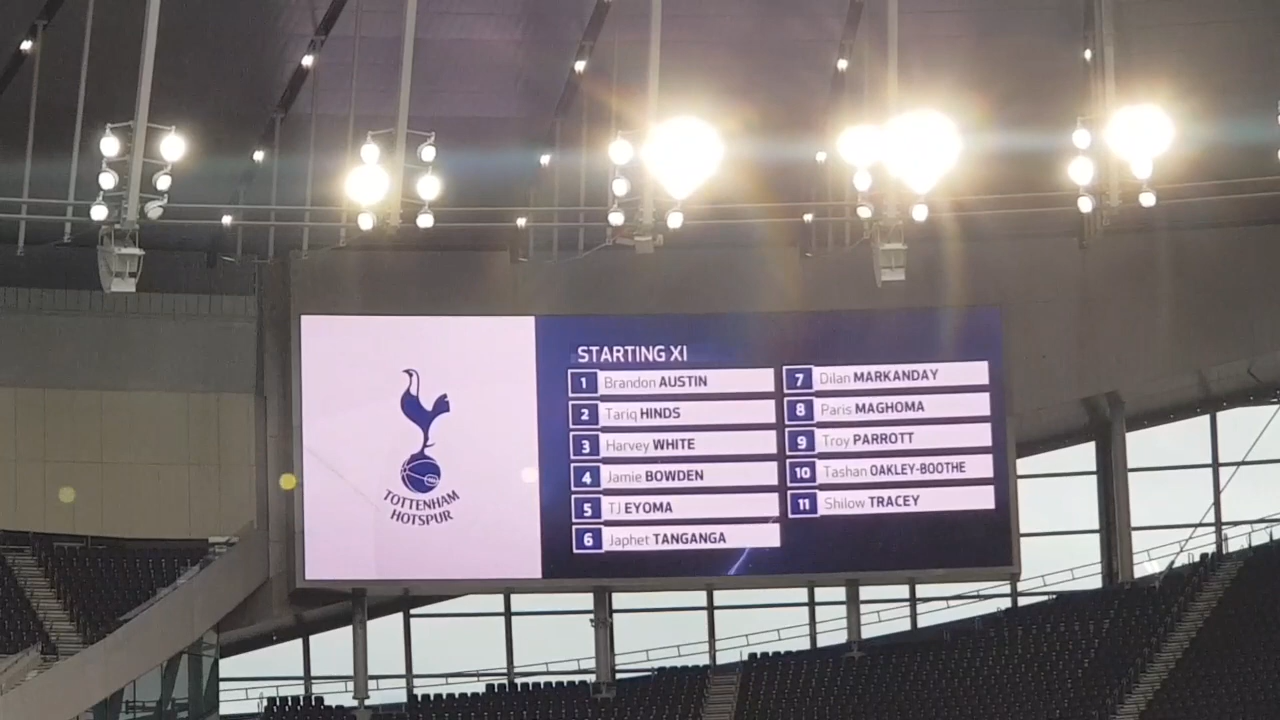 TOTTENHAM
HOTSPUR
STARTING XI
1 Brandon AUSTIN
2 Tariq HINDS
3 Harvey WHITE
4 Jamie BOWDEN
5 TJ EYOMA
6 Japhet TANGANGA
7 Dilan MARKANDAY
8 Paris MAGHOMA
9 Troy PARROTT
10 Tashan OAKLEY-BOOTHE
11 Shilow TRACEY